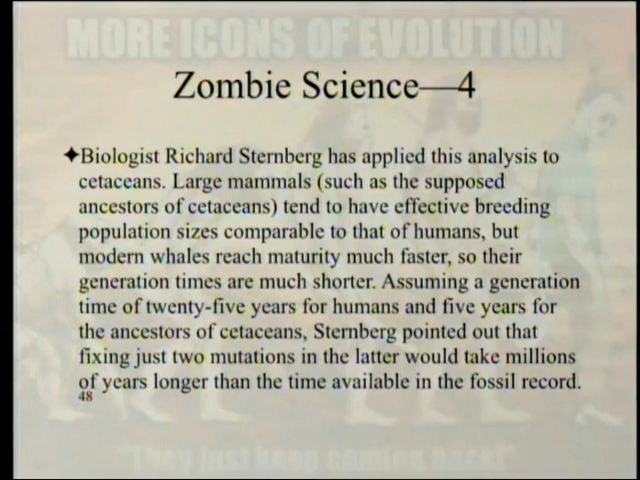 MORE ICONS OF EVOLUTION
Zombie Science—4
✦Biologist Richard Sternberg has applied this analysis to
cetaceans. Large mammals (such as the supposed
ancestors of cetaceans) tend to have effective breeding
population sizes comparable to that of humans, but
modern whales reach maturity much faster, so their
generation times are much shorter. Assuming a generation
time of twenty-five years for humans and five years for
the ancestors of cetaceans, Sternberg pointed out that
fixing just two mutations in the latter would take millions
of years longer than the time available in the fossil record.
48
"They just keep coming back!"